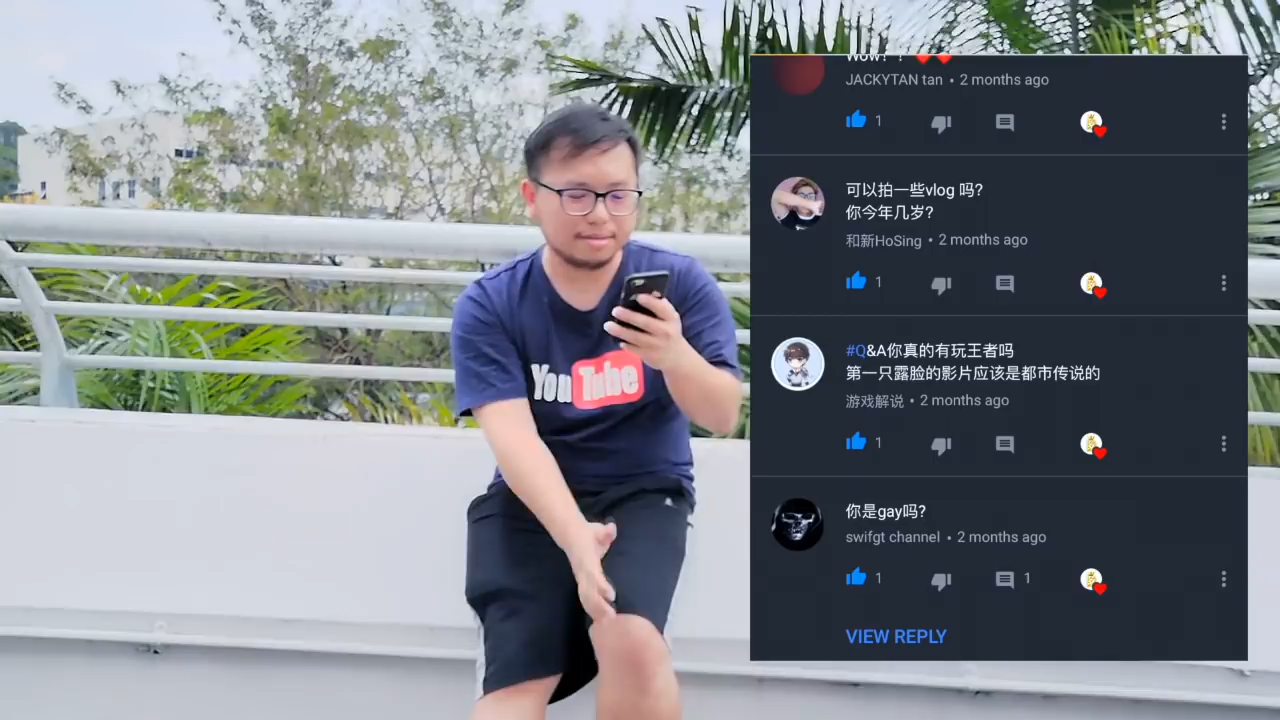 Wow！！
JACKYTAN tan • 2 months ago
1
可以拍一些vlog 吗?
你今年几岁?
和新HoSing • 2 months ago
1
#Q&A你真的有玩王者吗
第一只露脸的影片应该是都市传说的
游戏解说 • 2 months ago
1
你是gay吗?
swifgt channel • 2 months ago
1
1
VIEW REPLY
YouTube